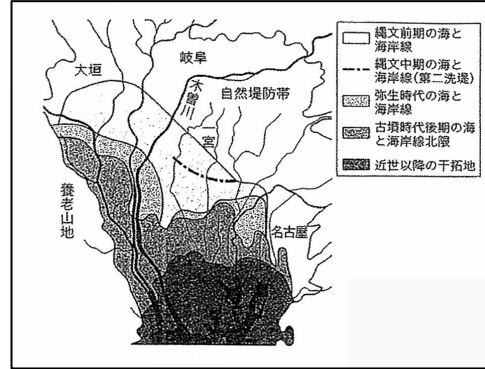 大垣
岐阜
木曽川
自然堤防帯
一宮
養老山地
名古屋
縄文前期の海と
海岸線
縄文中期の海と
海岸線(第二洗堤)
弥生時代の海と
海岸線
古墳時代後期の海
と海岸線北限
近世以降の干拓地